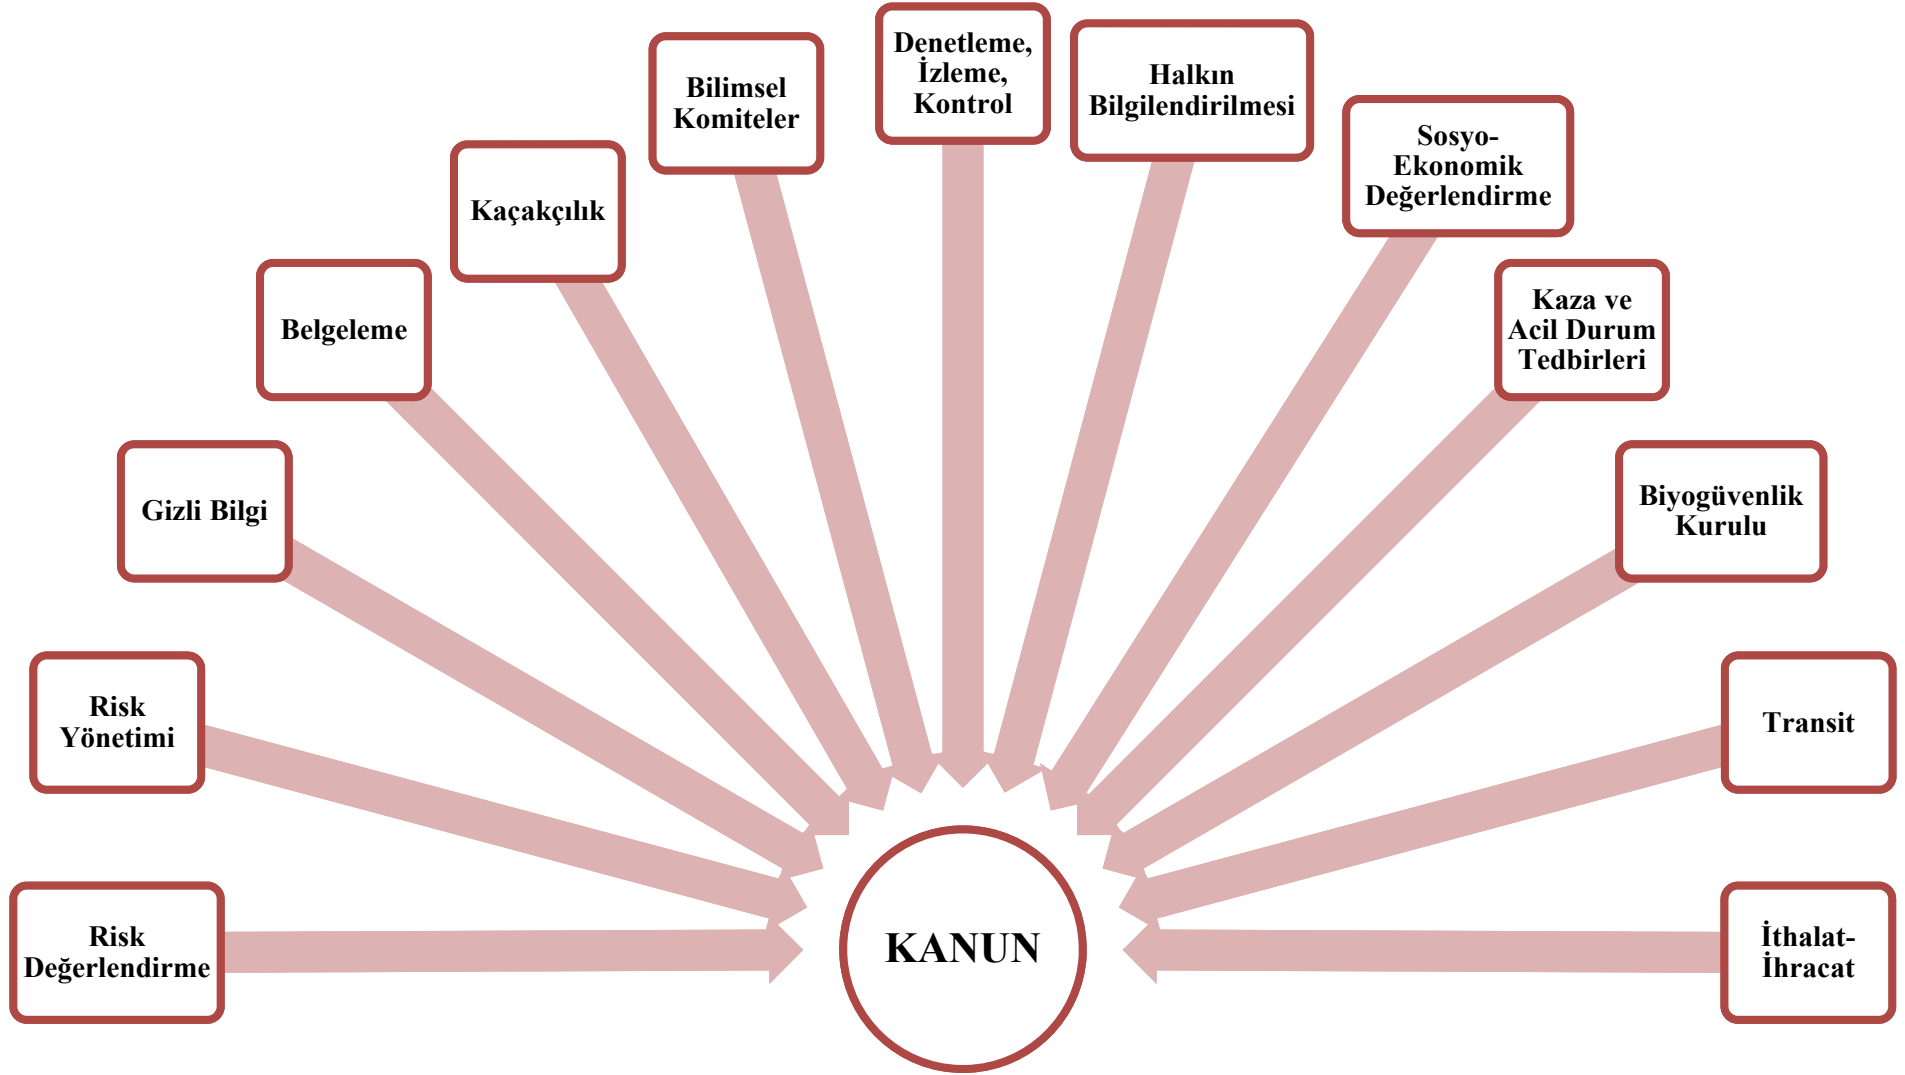 Risk
Değerlendirme
Risk
Yönetimi
Gizli Bilgi
Belgeleme
Kaçakçılık
Bilimsel
Komiteler
Denetleme,
İzleme,
Kontrol
Halkın
Bilgilendirilmesi
Sosyo-
Ekonomik
Değerlendirme
Kaza ve
Acil Durum
Tedbirleri
Biyogüvenlik
Kurulu
Transit
İthalat-
İhracat
KANUN